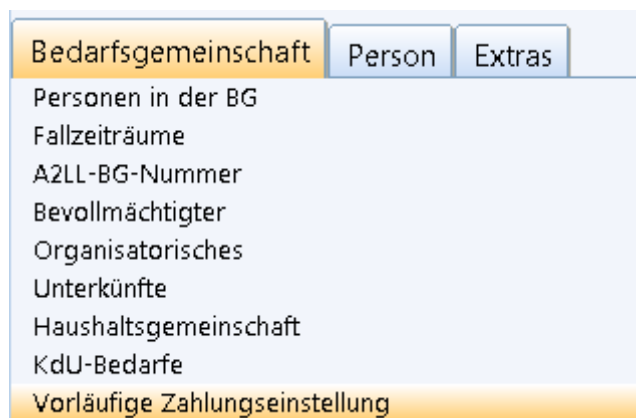 Bedarfsgemeinschaft Person Extras
Personen in der BG
Fallzeiträume
A2LL-BG-Nummer
Bevollmächtigter
Organisatorisches
Unterkünfte
Haushaltsgemeinschaft
KdU-Bedarfe
Vorläufige Zahlungseinstellung